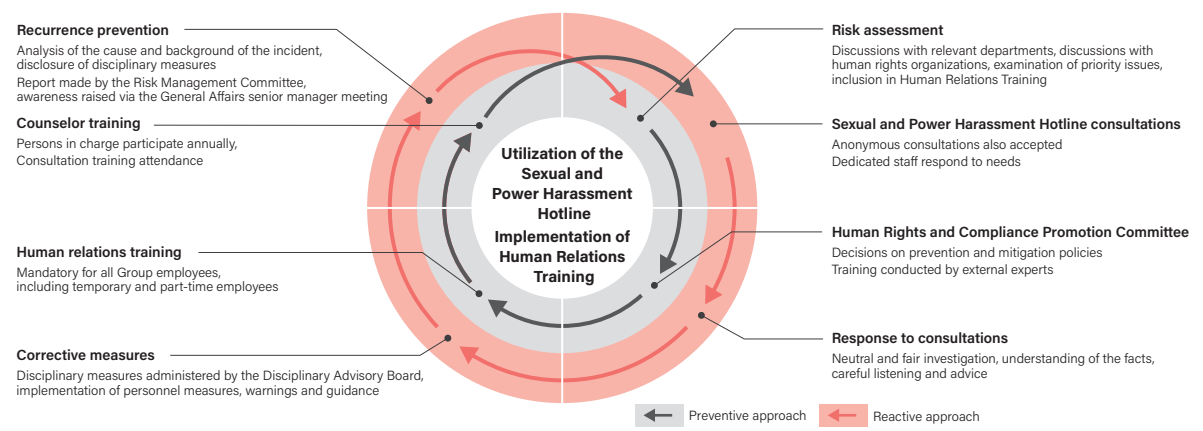 Recurrence prevention
Analysis of the cause and background of the incident,
disclosure of disciplinary measures
Report made by the Risk Management Committee,
awareness raised via the General Affairs senior manager meeting
Counselor training
Persons in charge participate annually,
Consultation training attendance
Human relations training
Mandatory for all Group employees,
including temporary and part-time employees
Corrective measures
Disciplinary measures administered by the Disciplinary Advisory Board,
implementation of personnel measures, warnings and guidance
Utilization of the
Sexual and
Power Harassment
Hotline
Implementation of
Human Relations
Training
Risk assessment
Discussions with relevant departments, discussions with
human rights organizations, examination of priority issues,
inclusion in Human Relations Training
Sexual and Power Harassment Hotline consultations
Anonymous consultations also accepted
Dedicated staff respond to needs
Human Rights and Compliance Promotion Committee
Decisions on prevention and mitigation policies
Training conducted by external experts
Response to consultations
Neutral and fair investigation, understanding of the facts,
careful listening and advice
Preventive approach
Reactive approach